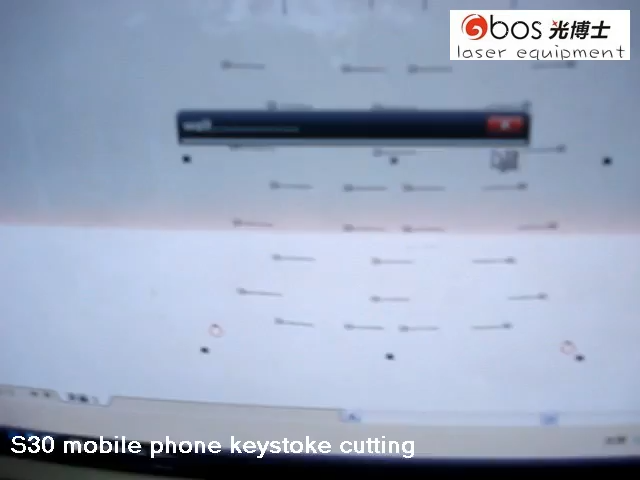 Gbos 光博士
laser equipment
S30 mobile phone keystoke cutting